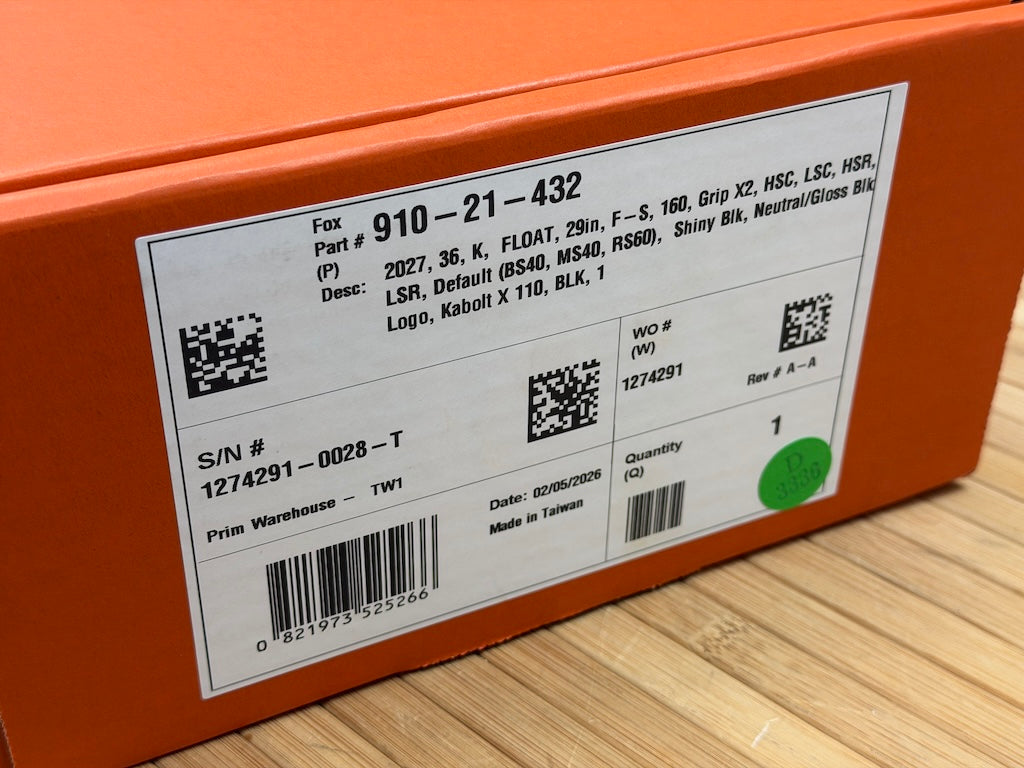 Fox
Part # 910-21-432
(P)
Desc: 2027, 36, K, FLOAT, 29in, F-S, 160, Grip X2, HSC, LSC, HSR,
LSR, Default (BS40, MS40, RS60), Shiny Blk, Neutral/Gloss Blk
Logo, Kabolt X 110, BLK, 1
S/N #
1274291-0028-T
WO #
(W)
1274291
Rev # A-A
Prim Warehouse - TW1
Date: 02/05/2026
Made in Taiwan
Quantity
(Q)
1
D
3336
0 821973 525266